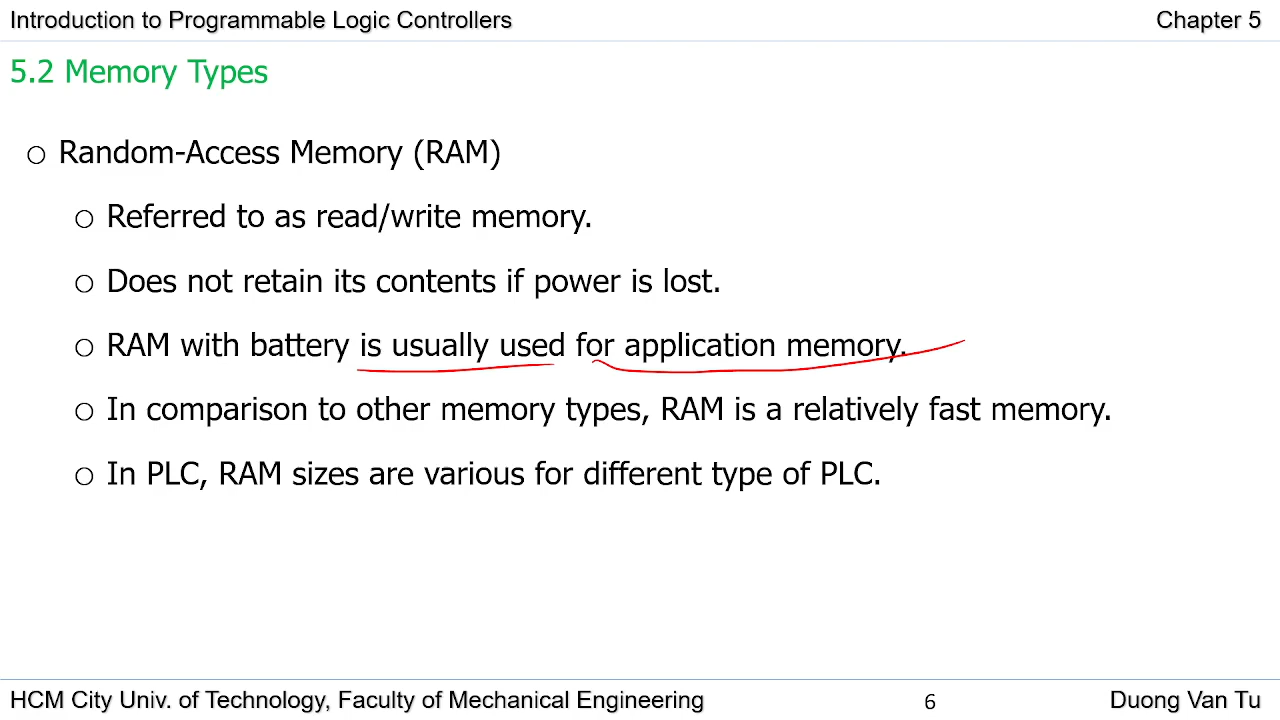 Introduction to Programmable Logic Controllers
Chapter 5
5.2 Memory Types
Random-Access Memory (RAM)
Referred to as read/write memory.
Does not retain its contents if power is lost.
RAM with battery is usually used for application memory.
In comparison to other memory types, RAM is a relatively fast memory.
In PLC, RAM sizes are various for different type of PLC.
HCM City Univ. of Technology, Faculty of Mechanical Engineering
6
Duong Van Tu